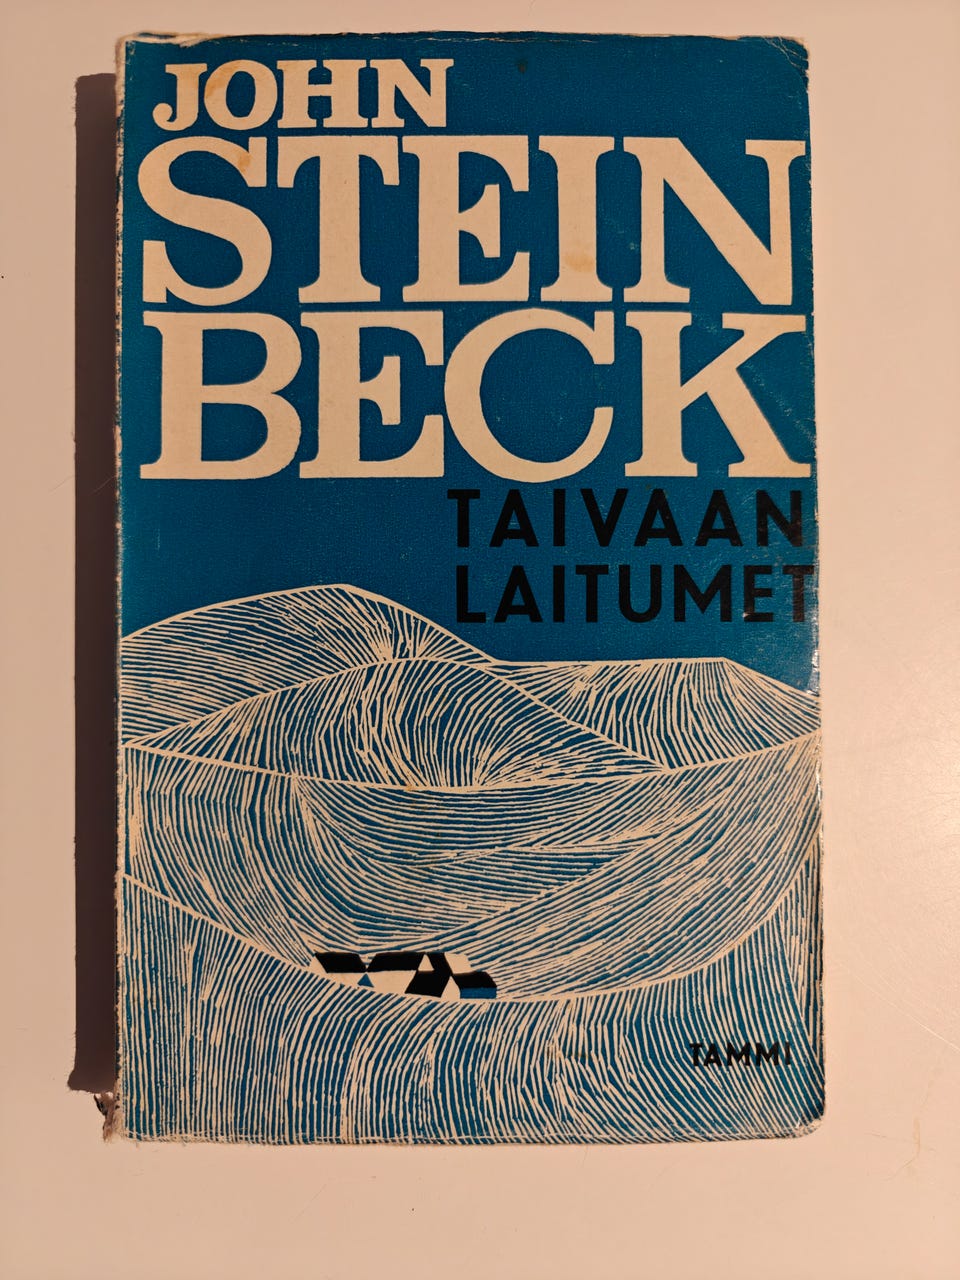 JOHN
STEIN
BECK
TAIVAAN
LAITUMET
TAMMI